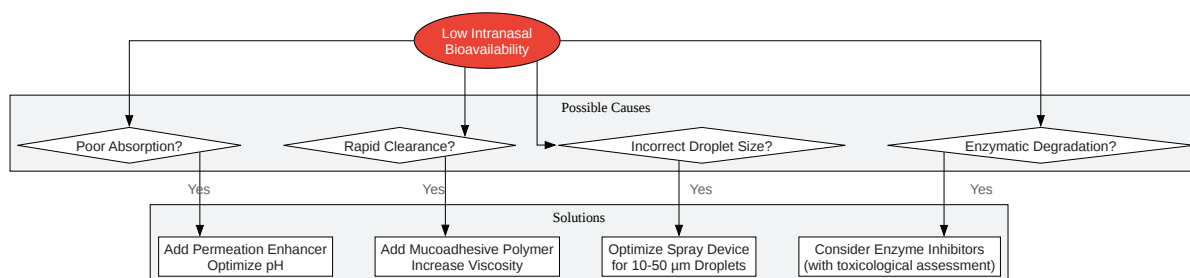 Low Intranasal
Bioavailability
Possible Causes
Poor Absorption?
Rapid Clearance?
Incorrect Droplet Size?
Enzymatic Degradation?
Yes
Yes
Yes
Yes
Solutions
Add Permeation Enhancer
Optimize pH
Add Mucoadhesive Polymer
Increase Viscosity
Optimize Spray Device
for 10-50 µm Droplets
Consider Enzyme Inhibitors
(with toxicological assessment)